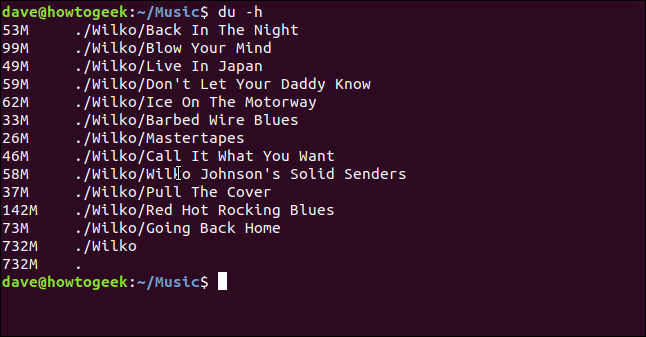 dave@howtogeek:~/Music$ du -h
53M     ./Wilko/Back In The Night
99M     ./Wilko/Blow Your Mind
49M     ./Wilko/Live In Japan
59M     ./Wilko/Don't Let Your Daddy Know
62M     ./Wilko/Ice On The Motorway
33M     ./Wilko/Barbed Wire Blues
26M     ./Wilko/Mastertapes
46M     ./Wilko/Call It What You Want
58M     ./Wilko/Wilko Johnson's Solid Senders
37M     ./Wilko/Pull The Cover
142M    ./Wilko/Red Hot Rocking Blues
73M     ./Wilko/Going Back Home
732M    ./Wilko
732M    .
dave@howtogeek:~/Music$